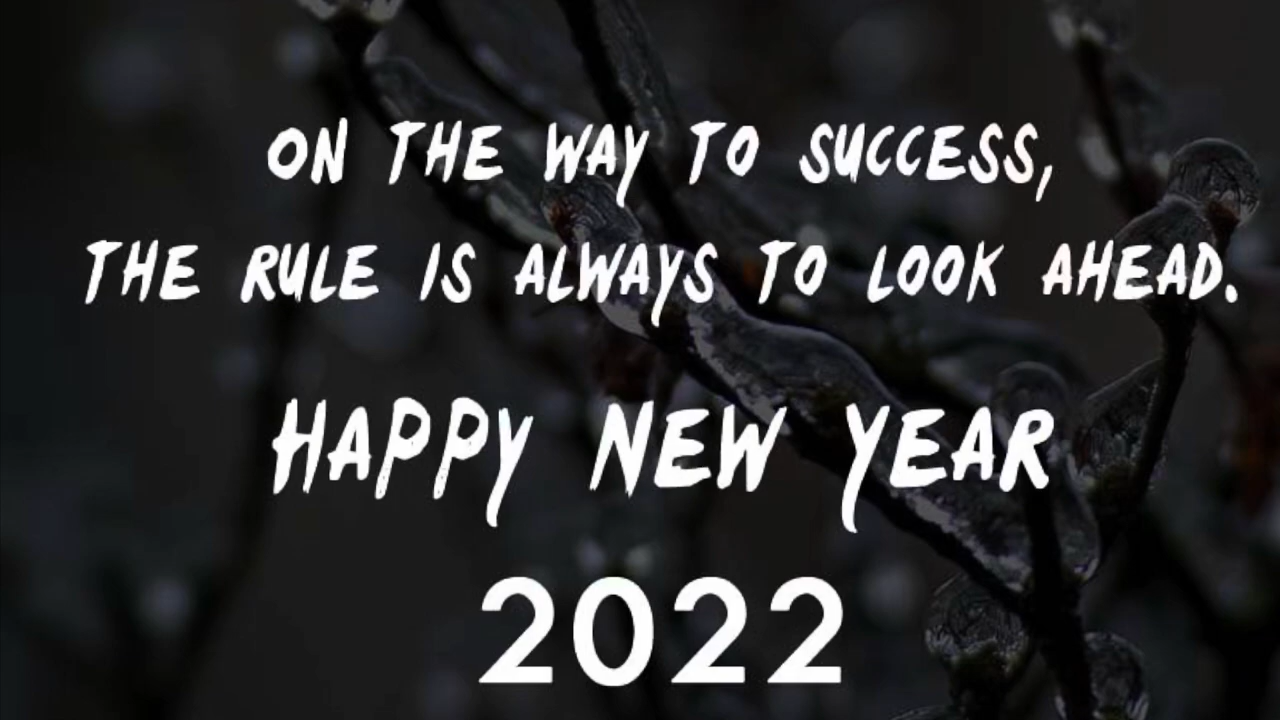 ON THE WAY TO SUCCESS,
THE RULE IS ALWAYS TO LOOK AHEAD.
HAPPY NEW YEAR
2022